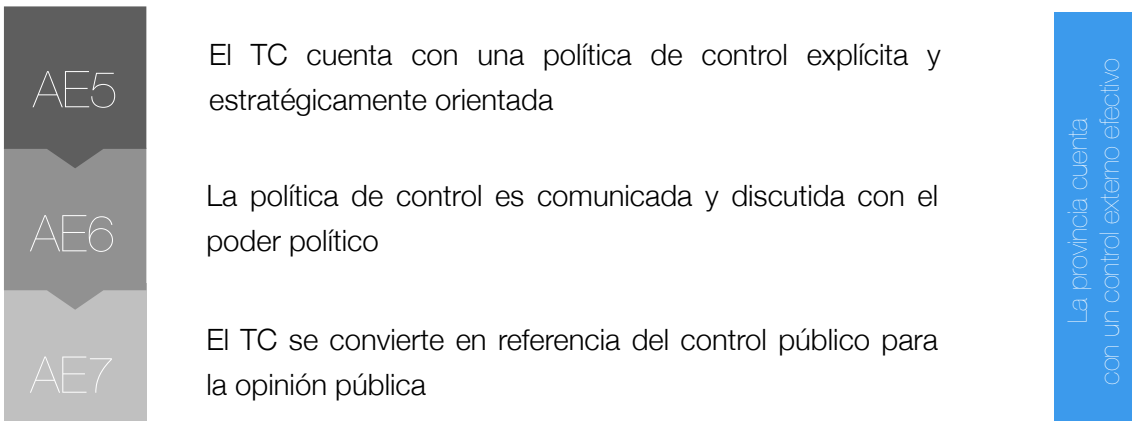 AE5
El TC cuenta con una política de control explícita y
estratégicamente orientada
AE6
La política de control es comunicada y discutida con el
poder político
AE7
El TC se convierte en referencia del control público para
la opinión pública
La provincia cuenta
con un control externo efectivo